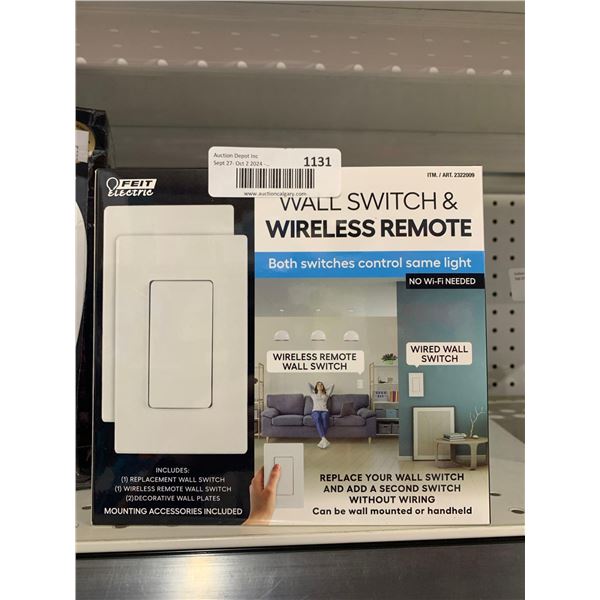 Auction Depot Inc
Sept 27- Oct 2 2024 -...
1131
www.auctioncalgary.com
ITM. / ART. 2322009
FEIT
electric
WALL SWITCH &
WIRELESS REMOTE
Both switches control same light
NO Wi-Fi NEEDED
WIRELESS REMOTE
WALL SWITCH
WIRED WALL
SWITCH
INCLUDES:
(1) REPLACEMENT WALL SWITCH
(1) WIRELESS REMOTE WALL SWITCH
(2) DECORATIVE WALL PLATES
MOUNTING ACCESSORIES INCLUDED
REPLACE YOUR WALL SWITCH
AND ADD A SECOND SWITCH
WITHOUT WIRING
Can be wall mounted or handheld